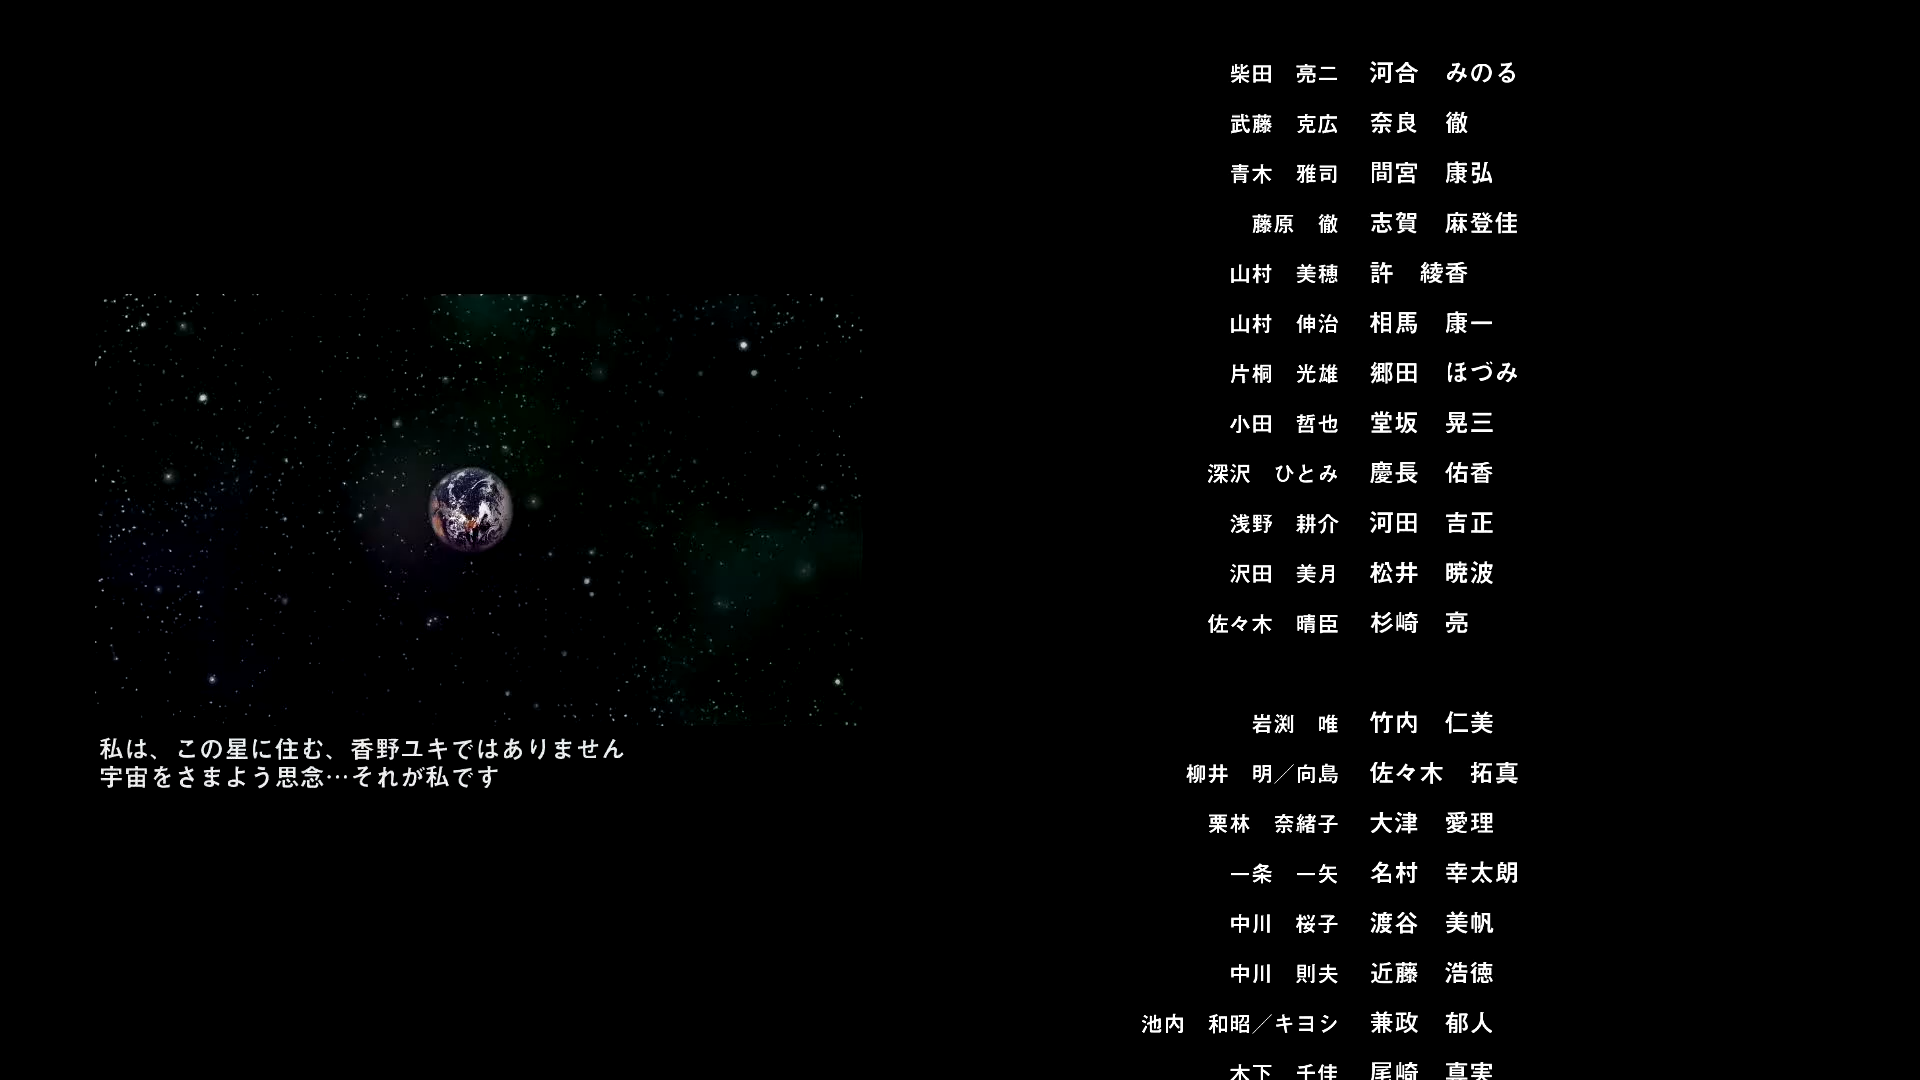 私は、この星に住む、香野ユキではありません
宇宙をさまよう思念…それが私です
柴田　亮二　河合　みのる
武藤　克広　奈良　徹
青木　雅司　間宮　康弘
藤原　徹　志賀　麻登佳
山村　美穂　許　綾香
山村　伸治　相馬　康一
片桐　光雄　郷田　ほづみ
小田　哲也　堂坂　晃三
深沢　ひとみ　慶長　佑香
浅野　耕介　河田　吉正
沢田　美月　松井　暁波
佐々木　晴臣　杉崎　亮
岩渕　唯　竹内　仁美
柳井　明／向島　佐々木　拓真
栗林　奈緒子　大津　愛理
一条　一矢　名村　幸太朗
中川　桜子　渡谷　美帆
中川　則夫　近藤　浩徳
池内　和昭／キヨシ　兼政　郁人
木下　千佳　尾崎　真実